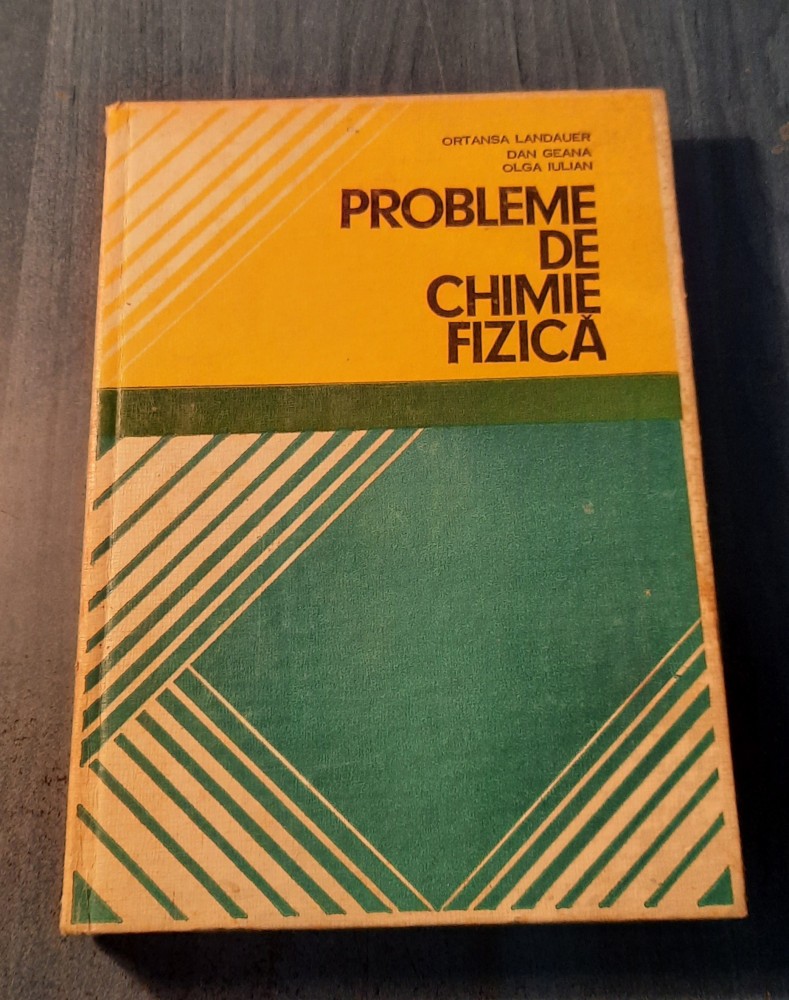 ORTANSA LANDAUER
DAN GEANA
OLGA IULIAN
PROBLEME
DE
CHIMIE
FIZICĂ